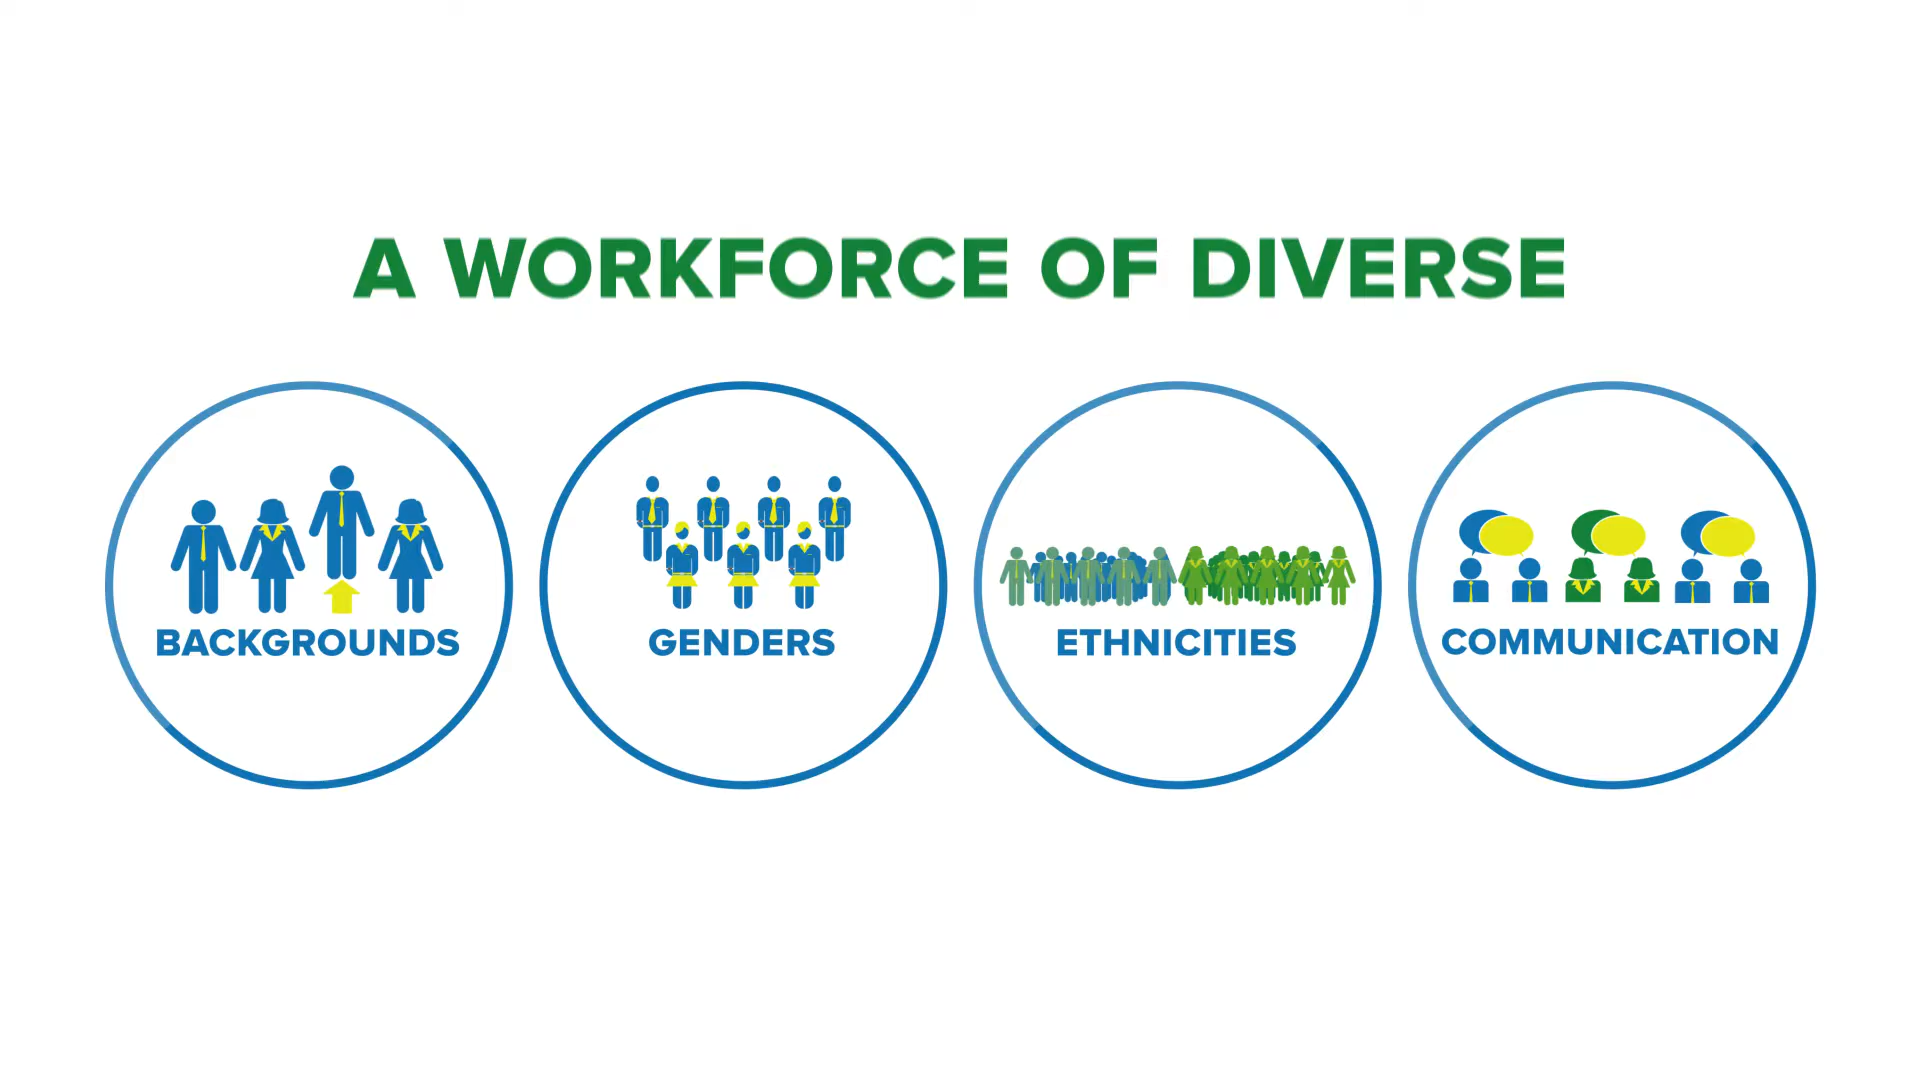 A WORKFORCE OF DIVERSE
BACKGROUNDS
GENDERS
ETHNICITIES
COMMUNICATION